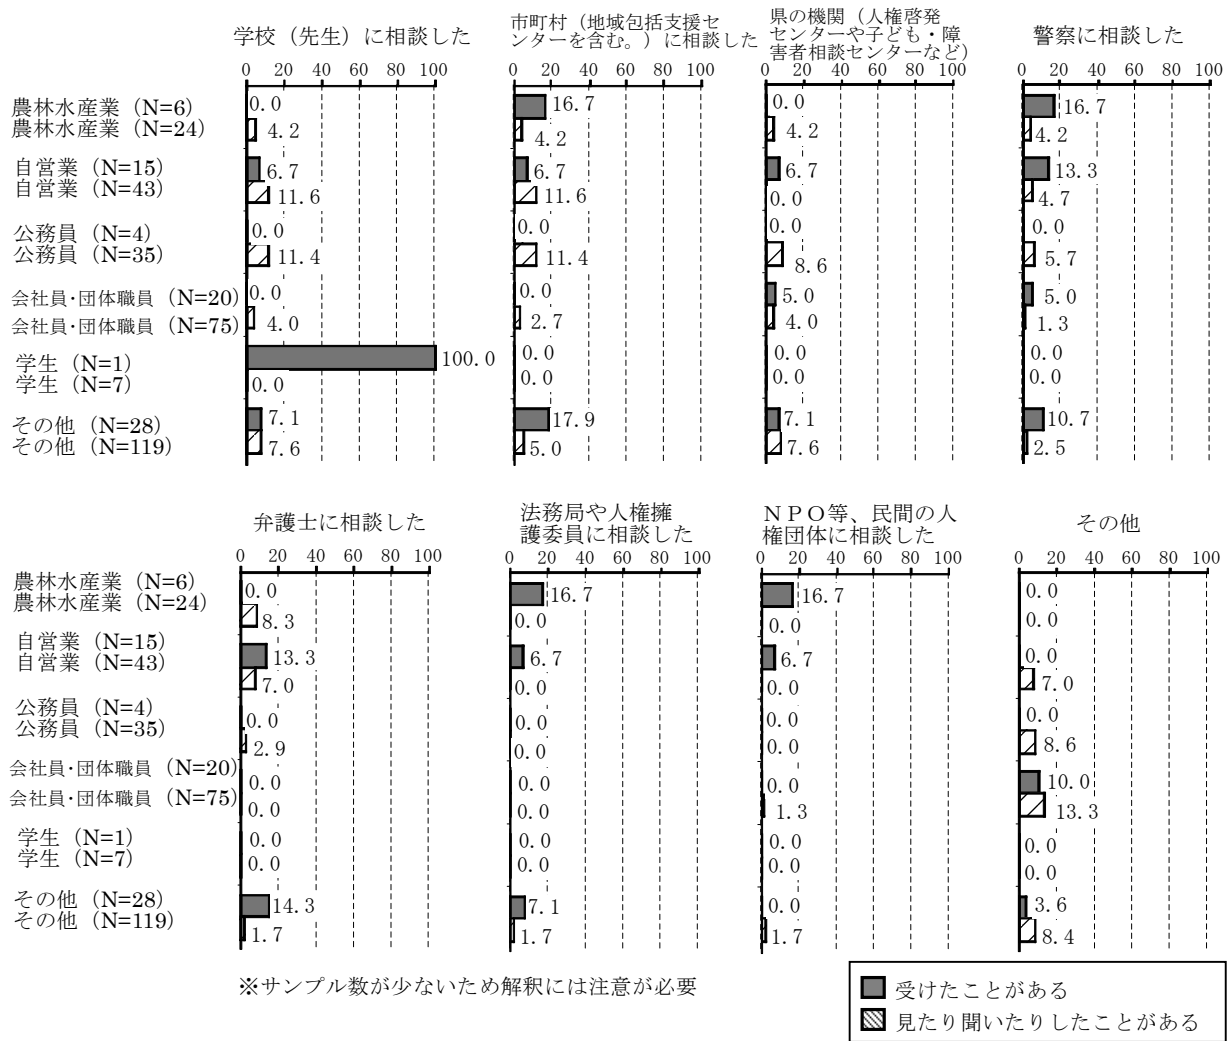 学校（先生）に相談した
市町村（地域包括支援セ
ンターを含む。）に相談した
県の機関（人権啓発
センターや子ども・障
害者相談センターなど）
警察に相談した
0 20 40 60 80 100
0 20 40 60 80 100
0 20 40 60 80 100
0 20 40 60 80 100
農林水産業（N=6） 0.0 16.7 0.0 16.7
農林水産業（N=24） 4.2 4.2 4.2 4.2
自営業（N=15） 6.7 6.7 6.7 13.3
自営業（N=43） 11.6 11.6 0.0 4.7
公務員（N=4） 0.0 0.0 0.0 0.0
公務員（N=35） 11.4 11.4 8.6 5.7
会社員・団体職員（N=20） 0.0 0.0 5.0 5.0
会社員・団体職員（N=75） 4.0 2.7 4.0 1.3
学生（N=1） 100.0 0.0 0.0 0.0
学生（N=7） 0.0 0.0 0.0 0.0
その他（N=28） 7.1 17.9 7.1 10.7
その他（N=119） 7.6 5.0 7.6 2.5
弁護士に相談した
法務局や人権擁
護委員に相談した
ＮＰＯ等、民間の人
権団体に相談した
その他
0 20 40 60 80 100
0 20 40 60 80 100
0 20 40 60 80 100
0 20 40 60 80 100
農林水産業（N=6） 0.0 16.7 16.7 0.0
農林水産業（N=24） 8.3 0.0 0.0 0.0
自営業（N=15） 13.3 6.7 6.7 0.0
自営業（N=43） 7.0 0.0 0.0 7.0
公務員（N=4） 0.0 0.0 0.0 0.0
公務員（N=35） 2.9 0.0 0.0 8.6
会社員・団体職員（N=20） 0.0 0.0 0.0 10.0
会社員・団体職員（N=75） 0.0 0.0 1.3 13.3
学生（N=1） 0.0 0.0 0.0 0.0
学生（N=7） 0.0 0.0 0.0 0.0
その他（N=28） 14.3 7.1 0.0 3.6
その他（N=119） 1.7 1.7 1.7 8.4
※サンプル数が少ないため解釈には注意が必要
受けたことがある
見たり聞いたりしたことがある